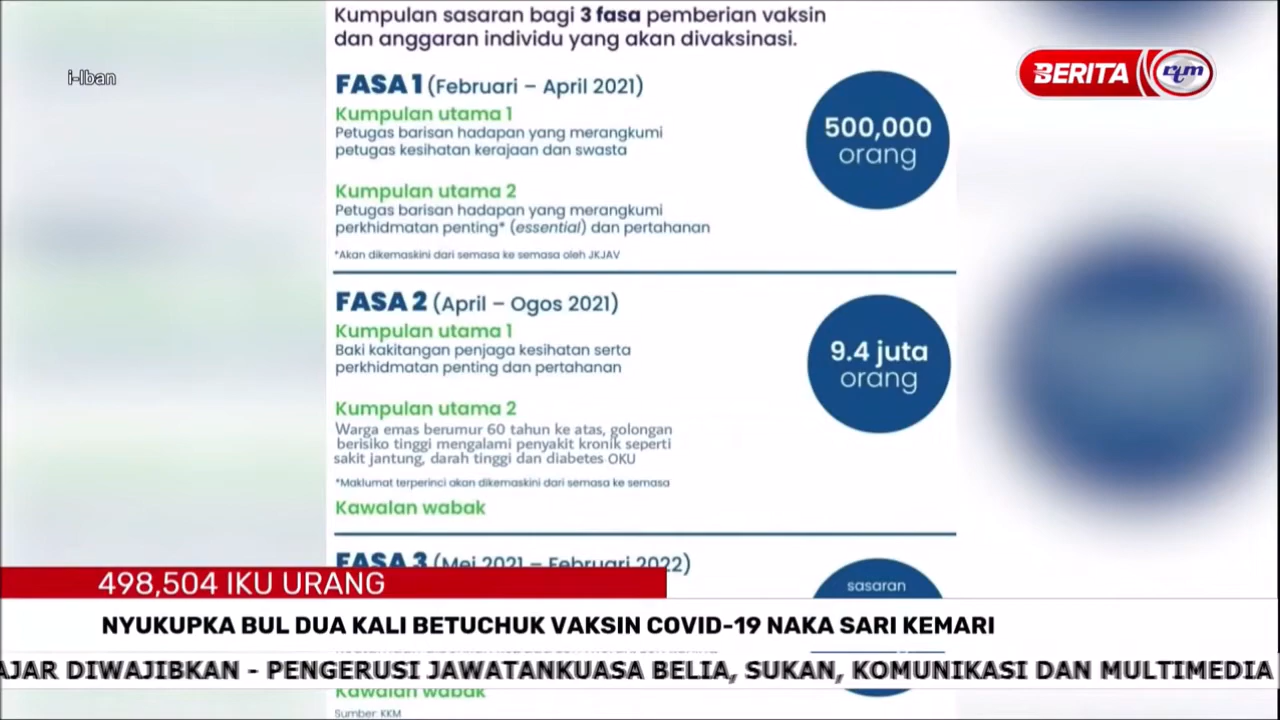 Kumpulan sasaran bagi 3 fasa pemberian vaksin
dan anggaran individu yang akan divaksinasi.
i-Iban
BERITA rtm
FASA 1 (Februari – April 2021)
Kumpulan utama 1
Petugas barisan hadapan yang merangkumi
petugas kesihatan kerajaan dan swasta
500,000
orang
Kumpulan utama 2
Petugas barisan hadapan yang merangkumi
perkhidmatan penting* (essential) dan pertahanan
*Akan dikemaskini dari semasa ke semasa oleh JKJAV
FASA 2 (April – Ogos 2021)
Kumpulan utama 1
Baki kakitangan penjaga kesihatan serta
perkhidmatan penting dan pertahanan
9.4 juta
orang
Kumpulan utama 2
Warga emas berumur 60 tahun ke atas, golongan
berisiko tinggi mengalami penyakit kronik seperti
sakit jantung, darah tinggi dan diabetes OKU
*Maklumat terperinci akan dikemaskini dari semasa ke semasa
Kawalan wabak
FASA 3 (Mei 2021 – Februari 2022)
sasaran
498,504 IKU URANG
NYUKUPKA BUL DUA KALI BETUCHUK VAKSIN COVID-19 NAKA SARI KEMARI
AJAR DIWAJIBKAN - PENGERUSI JAWATANKUASA BELIA, SUKAN, KOMUNIKASI DAN MULTIMEDIA
Kawalan wabak
Sumber: KKM